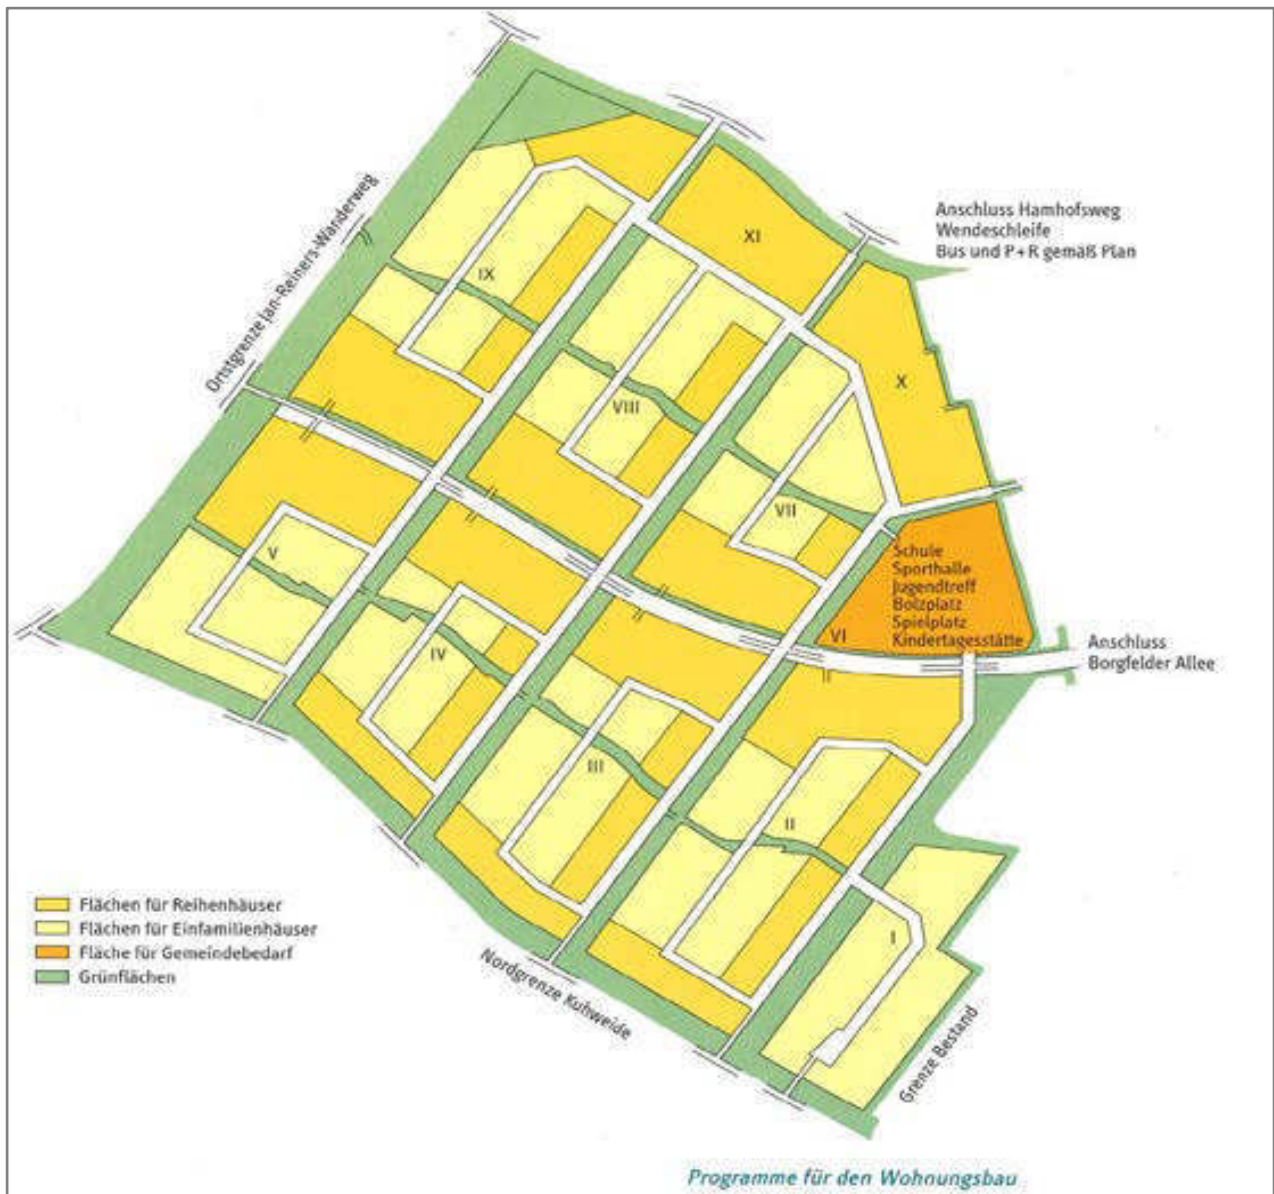 Anschluss Hamhofsweg
Wendeschleife
Bus und P+R gemäß Plan
Ortstgrenze Jan-Reiners-Wanderweg
XI
IX
X
VIII
VII
V
Schule
Sporthalle
Jugendtreff
Bolzplatz
Spielplatz
Kindertagesstätte
VI
Anschluss
Borgfelder Allee
IV
III
II
I
Flächen für Reihenhäuser
Flächen für Einfamilienhäuser
Fläche für Gemeindebedarf
Grünflächen
Nordgrenze Kuhweide
Grenze Bestand
Programme für den Wohnungsbau